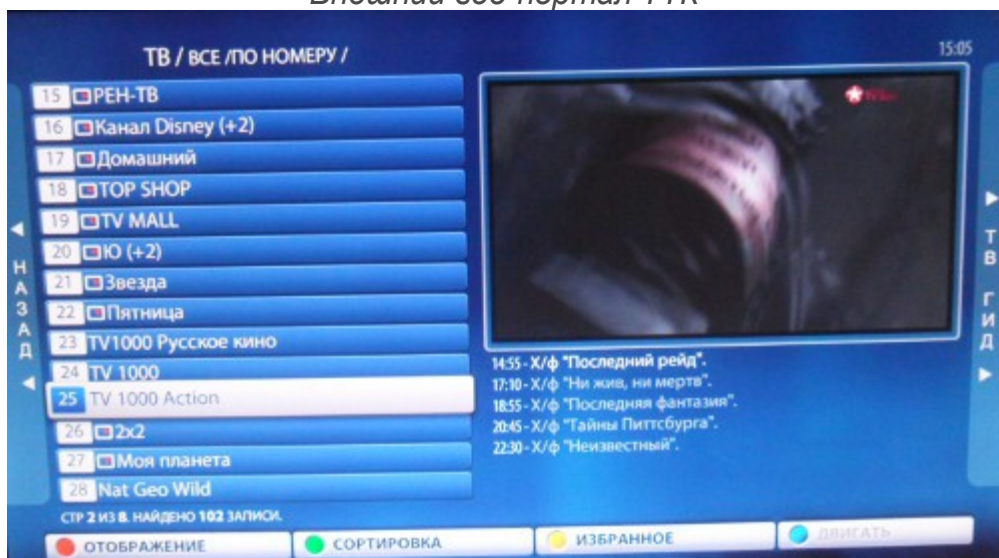 Внешний вид портал ТТК
ТВ / ВСЕ /ПО НОМЕРУ /
15:05
15 РЕН-ТВ
16 Канал Disney (+2)
17 Домашний
18 TOP SHOP
19 TV MALL
20 Ю (+2)
21 Звезда
22 Пятница
23 TV1000 Русское кино
24 TV 1000
25 TV 1000 Action
26 2x2
27 Моя планета
28 Nat Geo Wild
НАЗАД
ТВ ГИД
14:55 - Х/ф "Последний рейд".
17:10 - Х/ф "Ни жив, ни мертв".
18:55 - Х/ф "Последняя фантазия".
20:45 - Х/ф "Тайны Питтсбурга".
22:30 - Х/ф "Неизвестный".
СТР 2 ИЗ 8. НАЙДЕНО 102 ЗАПИСИ.
ОТОБРАЖЕНИЕ
СОРТИРОВКА
ИЗБРАННОЕ
ДВИГАТЬ